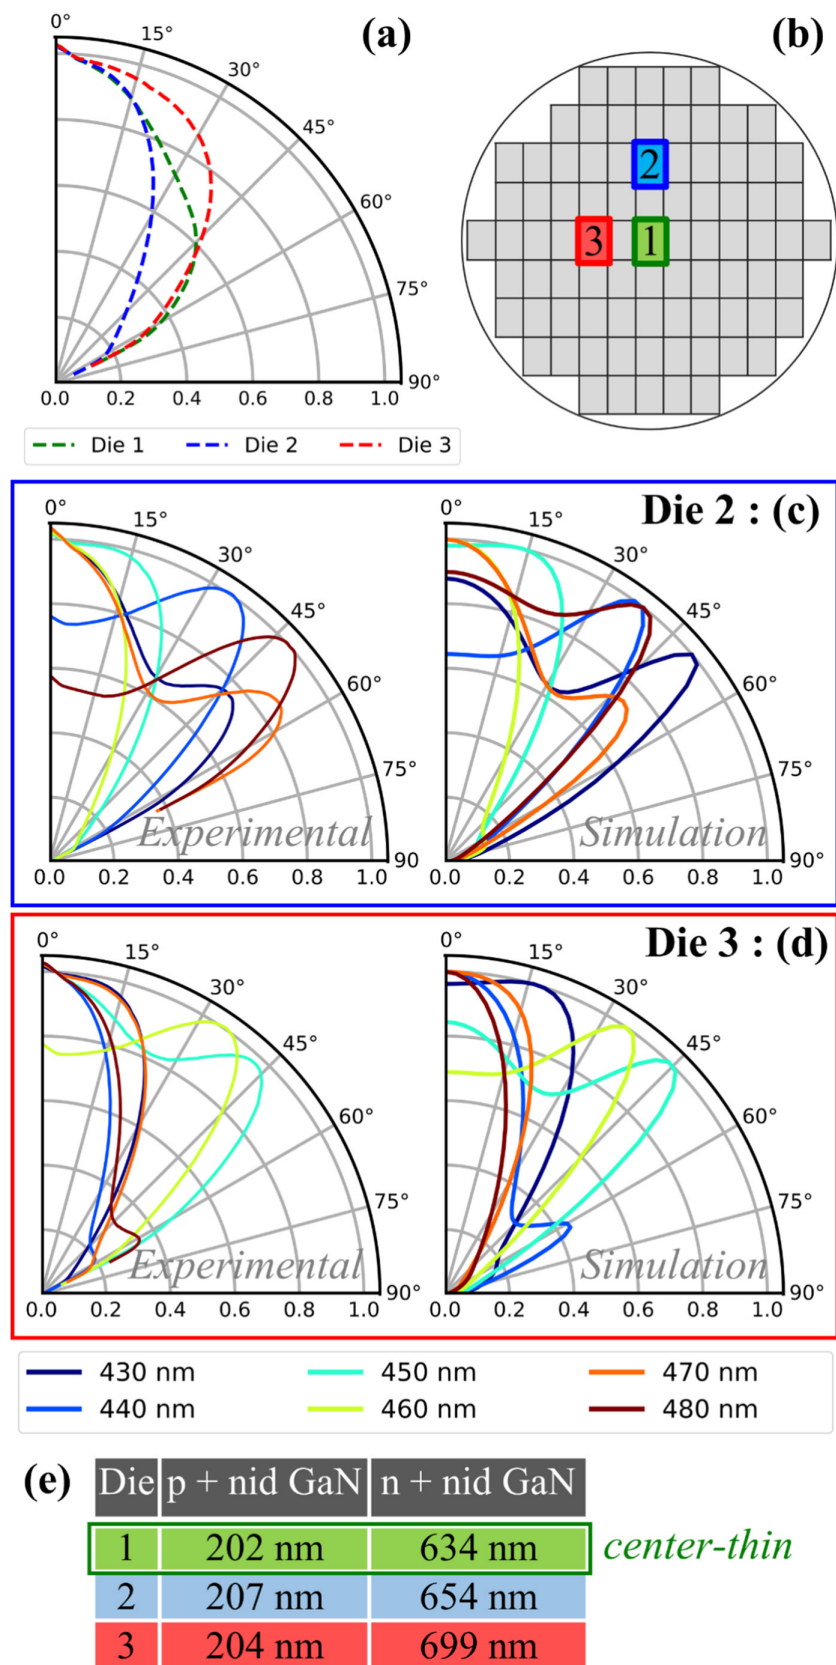 (a)
0°
15°
30°
45°
60°
75°
90°
0.0 0.2 0.4 0.6 0.8 1.0
Die 1 Die 2 Die 3
(b)
2
3 1
Die 2 : (c)
0°
15°
30°
45°
60°
75°
90
Experimental
0.0 0.2 0.4 0.6 0.8 1.0
0°
15°
30°
45°
60°
75°
90°
Simulation
0.0 0.2 0.4 0.6 0.8 1.0
Die 3 : (d)
0°
15°
30°
45°
60°
75°
90°
Experimental
0.0 0.2 0.4 0.6 0.8 1.0
0°
15°
30°
45°
60°
75°
90°
Simulation
0.0 0.2 0.4 0.6 0.8 1.0
430 nm 450 nm 470 nm
440 nm 460 nm 480 nm
(e)
Die p + nid GaN n + nid GaN
1 202 nm 634 nm center-thin
2 207 nm 654 nm
3 204 nm 699 nm